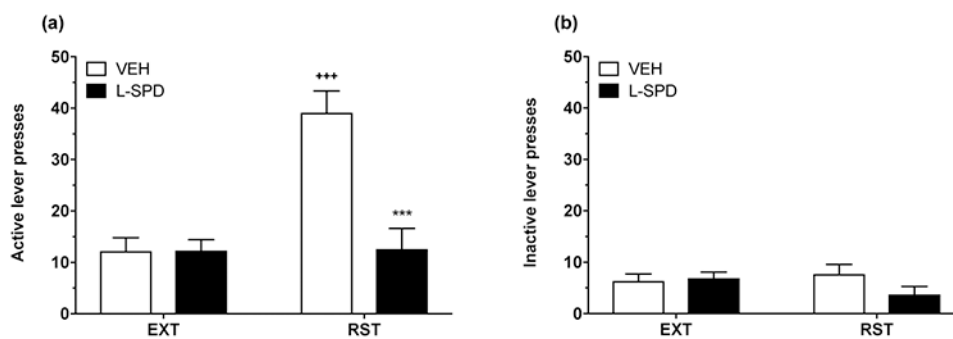 (a)
Active lever presses
50
40
30
20
10
0
VEH
L-SPD
+++
***
EXT
RST
(b)
Inactive lever presses
50
40
30
20
10
0
VEH
L-SPD
EXT
RST